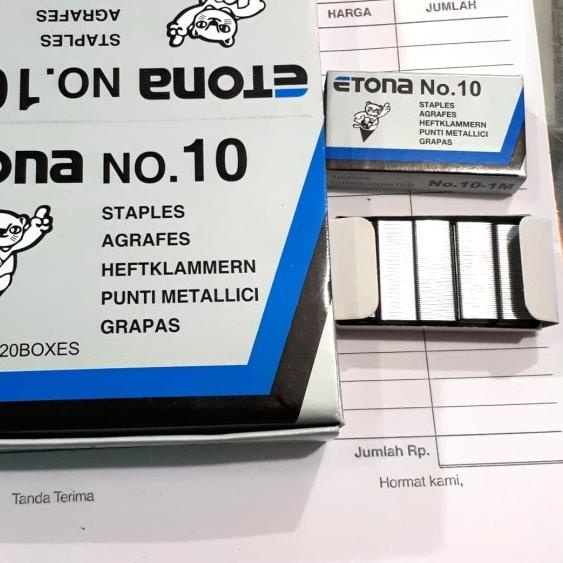 HARGA
JUMLAH
ETONA NO.10
STAPLES
AGRAFES
ETONA No.10
STAPLES
AGRAFES
HEFTKLAMMERN
PUNTI METALLICI
GRAPAS
No.10-1M
ona NO.10
STAPLES
AGRAFES
HEFTKLAMMERN
PUNTI METALLICI
GRAPAS
20BOXES
Jumlah Rp.
Tanda Terima
Hormat kami,